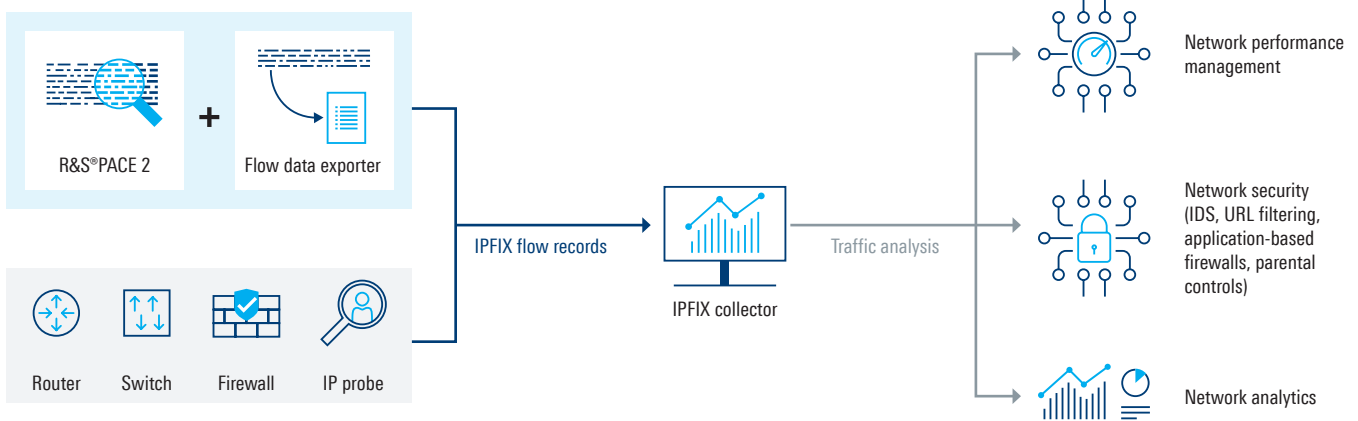 R&S®PACE 2
+
Flow data exporter
Router
Switch
Firewall
IP probe
IPFIX flow records
IPFIX collector
Traffic analysis
Network performance
management
Network security
(IDS, URL filtering,
application-based
firewalls, parental
controls)
Network analytics